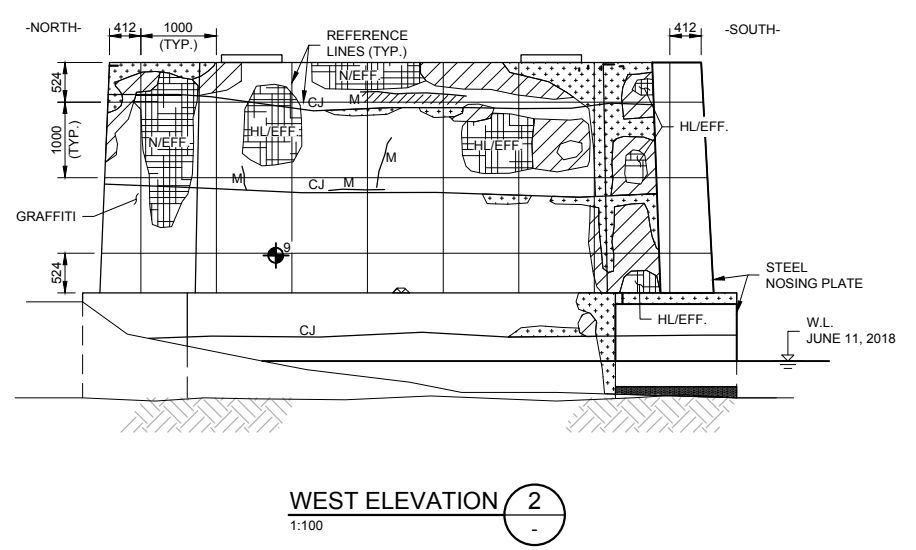 -NORTH-
412
1000
(TYP.)
REFERENCE
LINES (TYP.)
412
-SOUTH-
524
N/EFF.
CJ
M
1000
(TYP.)
N/EFF.
HL/EFF.
HL/EFF.
HL/EFF.
M
M
CJ
M
GRAFFITI
9
524
STEEL
NOSING PLATE
HL/EFF.
CJ
W.L.
JUNE 11, 2018
WEST ELEVATION
2
1:100
-